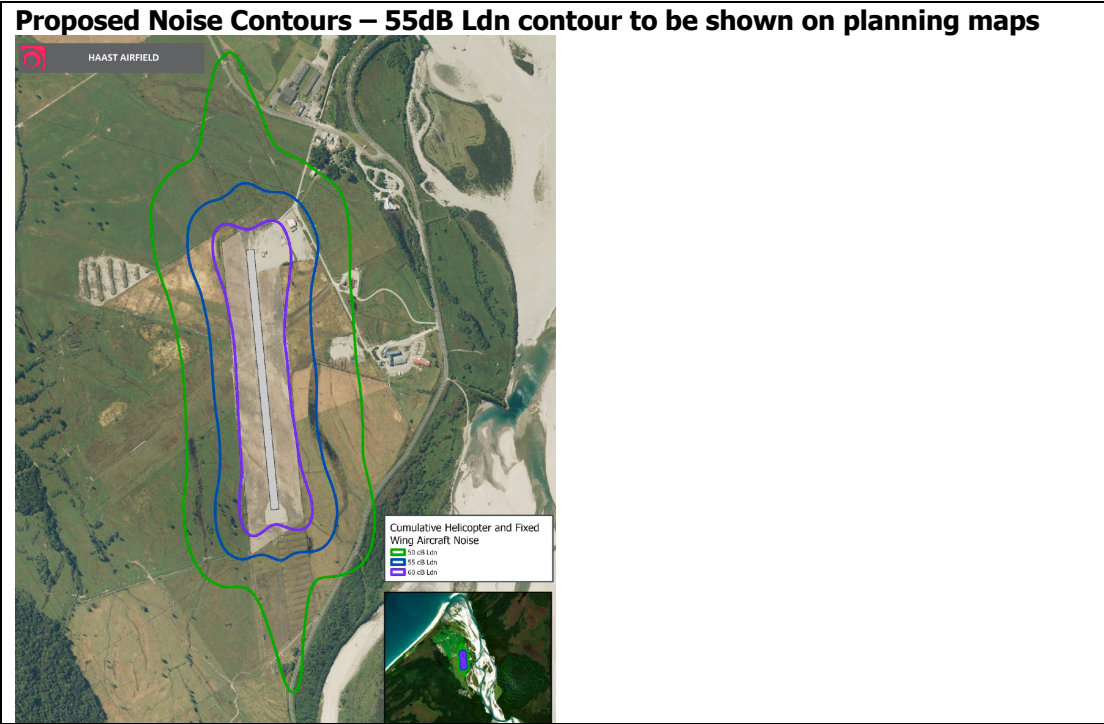 Proposed Noise Contours – 55dB Ldn contour to be shown on planning maps
HAAST AIRFIELD
Cumulative Helicopter and Fixed
Wing Aircraft Noise
50 dB Ldn
55 dB Ldn
60 dB Ldn